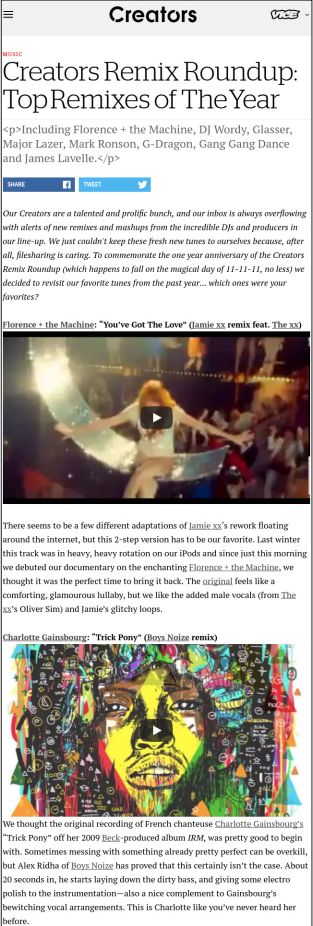 Creators
VICE
MUSIC
Creators Remix Roundup:
Top Remixes of The Year
<p>Including Florence + the Machine, DJ Wordy, Glasser,
Major Lazer, Mark Ronson, G-Dragon, Gang Gang Dance
and James Lavelle.</p>
SHARE
TWEET
Our Creators are a talented and prolific bunch, and our inbox is always overflowing
with alerts of new remixes and mashups from the incredible DJs and producers in
our line-up. We just couldn't keep these fresh new tunes to ourselves because, after
all, filesharing is caring. To commemorate the one year anniversary of the Creators
Remix Roundup (which happens to fall on the magical day of 11-11-11, no less) we
decided to revisit our favorite tunes from the past year... which ones were your
favorites?
Florence + the Machine: “You’ve Got The Love” (Jamie xx remix feat. The xx)
There seems to be a few different adaptations of Jamie xx‘s rework floating
around the internet, but this 2-step version has to be our favorite. Last winter
this track was in heavy, heavy rotation on our iPods and since just this morning
we debuted our documentary on the enchanting Florence + the Machine, we
thought it was the perfect time to bring it back. The original feels like a
comforting, glamourous lullaby, but we like the added male vocals (from The
xx’s Oliver Sim) and Jamie’s glitchy loops.
Charlotte Gainsbourg: “Trick Pony” (Boys Noize remix)
We thought the original recording of French chanteuse Charlotte Gainsbourg’s
“Trick Pony” off her 2009 Beck-produced album IRM, was pretty good to begin
with. Sometimes messing with something already pretty perfect can be overkill,
but Alex Ridha of Boys Noize has proved that this certainly isn’t the case. About
20 seconds in, he starts laying down the dirty bass, and giving some electro
polish to the instrumentation—also a nice complement to Gainsbourg’s
bewitching vocal arrangements. This is Charlotte like you’ve never heard her
before.